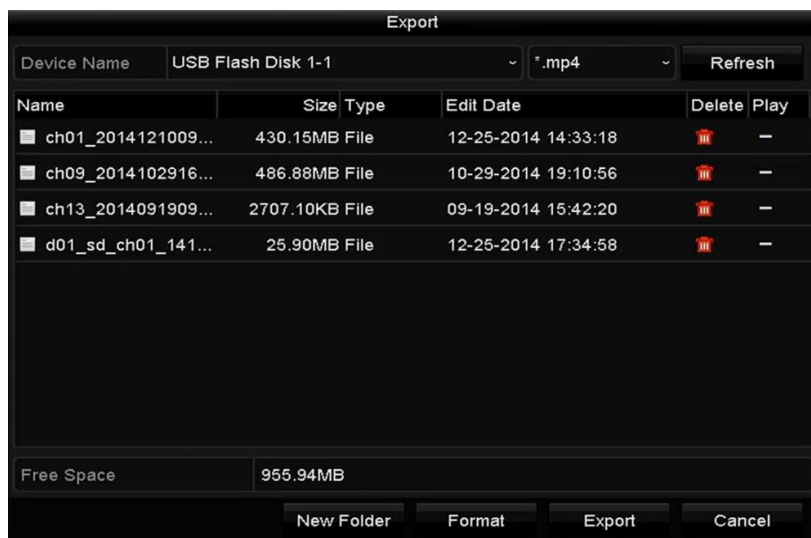 Export
Device Name USB Flash Disk 1-1 *.mp4 Refresh
Name Size Type Edit Date Delete Play
ch01_2014121009... 430.15MB File 12-25-2014 14:33:18
ch09_2014102916... 486.88MB File 10-29-2014 19:10:56
ch13_2014091909... 2707.10KB File 09-19-2014 15:42:20
d01_sd_ch01_141... 25.90MB File 12-25-2014 17:34:58
Free Space 955.94MB
New Folder Format Export Cancel